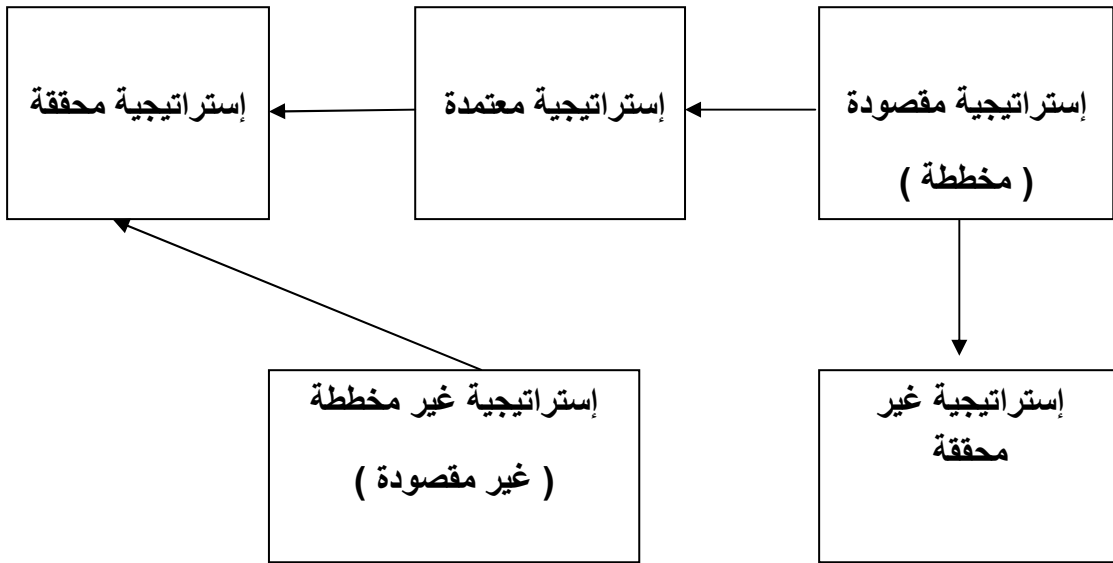 إستراتيجية مقصودة
( مخططة )
إستراتيجية معتمدة
إستراتيجية محققة
إستراتيجية غير
محققة
إستراتيجية غير مخططة
( غير مقصودة )